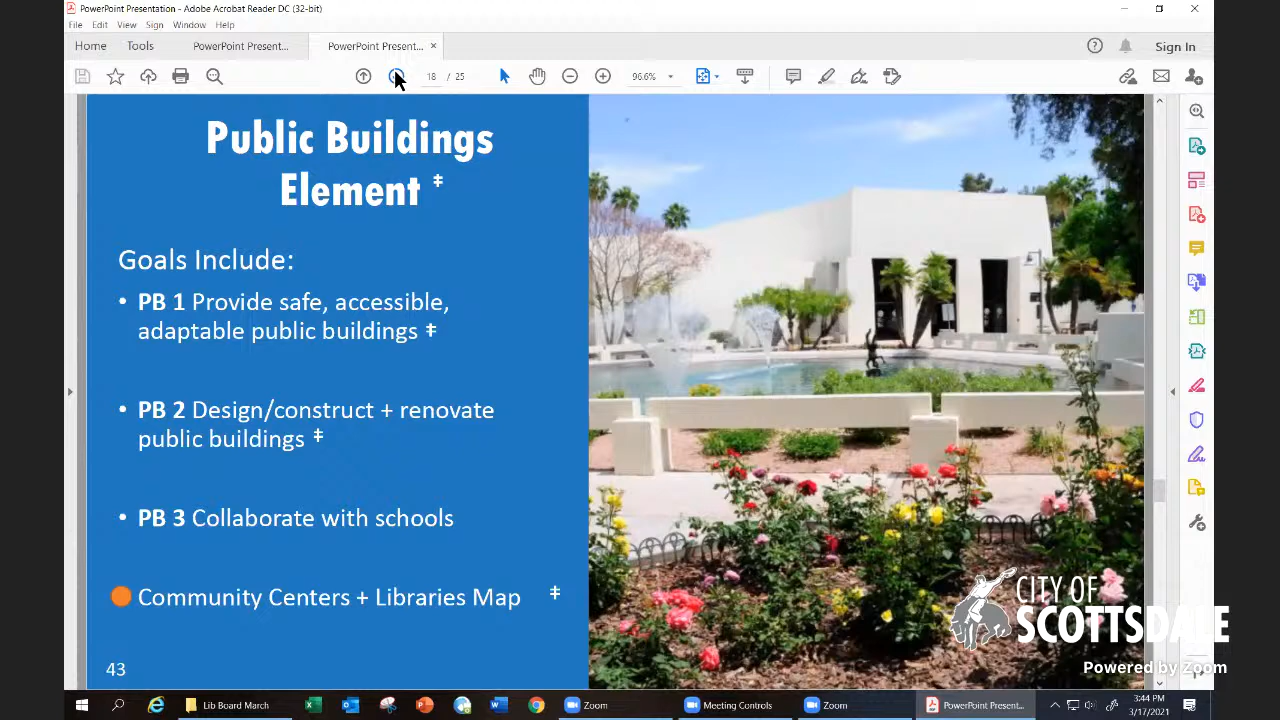 PowerPoint Presentation - Adobe Acrobat Reader DC (32-bit)
File Edit View Sign Window Help
Home Tools PowerPoint Present... PowerPoint Present... × Sign In
18 / 25 96.6%
Public Buildings
Element ‡
Goals Include:
• PB 1 Provide safe, accessible,
adaptable public buildings ‡
• PB 2 Design/construct + renovate
public buildings ‡
• PB 3 Collaborate with schools
Community Centers + Libraries Map ‡
43
CITY OF
SCOTTSDALE
Powered by Zoom
Lib Board March Zoom Meeting Controls Zoom PowerPoint Present...
3:44 PM
3/17/2021